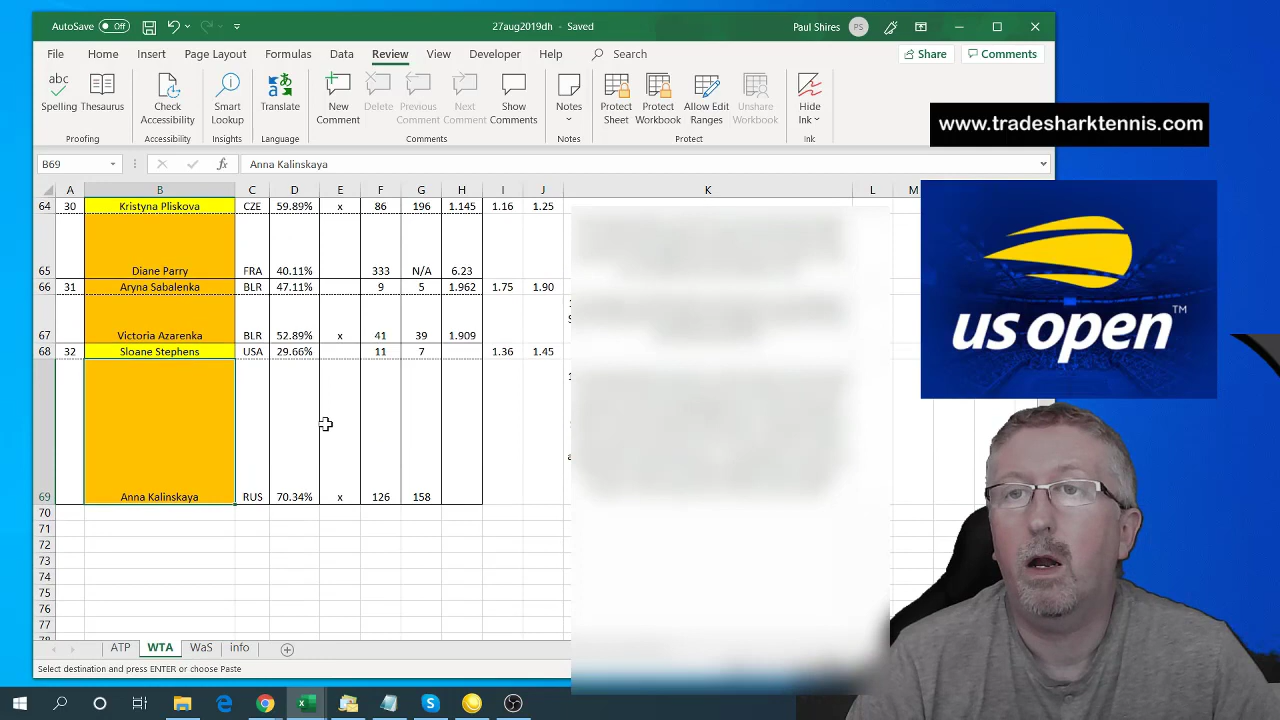 AutoSave Off 27aug2019dh - Saved Paul Shires PS
File Home Insert Page Layout Formulas Data Review View Developer Help Search Share Comments
abc
Spelling Thesaurus Check Accessibility Smart Lookup Translate New Comment Delete Previous Comment Next Comment Show Comments Notes Protect Sheet Protect Workbook Allow Edit Ranges Unshare Workbook Hide Ink
Proofing Accessibility Insights Language Comments Notes Protect Ink
www.tradesharktennis.com
B69 fx Anna Kalinskaya
A B C D E F G H I J K L M
64 30 Kristyna Pliskova CZE 59.89% x 86 196 1.145 1.16 1.25
65 Diane Parry FRA 40.11% 333 N/A 6.23
66 31 Aryna Sabalenka BLR 47.11% 9 5 1.962 1.75 1.90
67 Victoria Azarenka BLR 52.89% x 41 39 1.909
68 32 Sloane Stephens USA 29.66% 11 7 1.36 1.45
69 Anna Kalinskaya RUS 70.34% x 126 158
70
71
72
73
74
75
76
77
78
us open TM
ATP WTA WaS info
Select destination and press ENTER or choose Paste